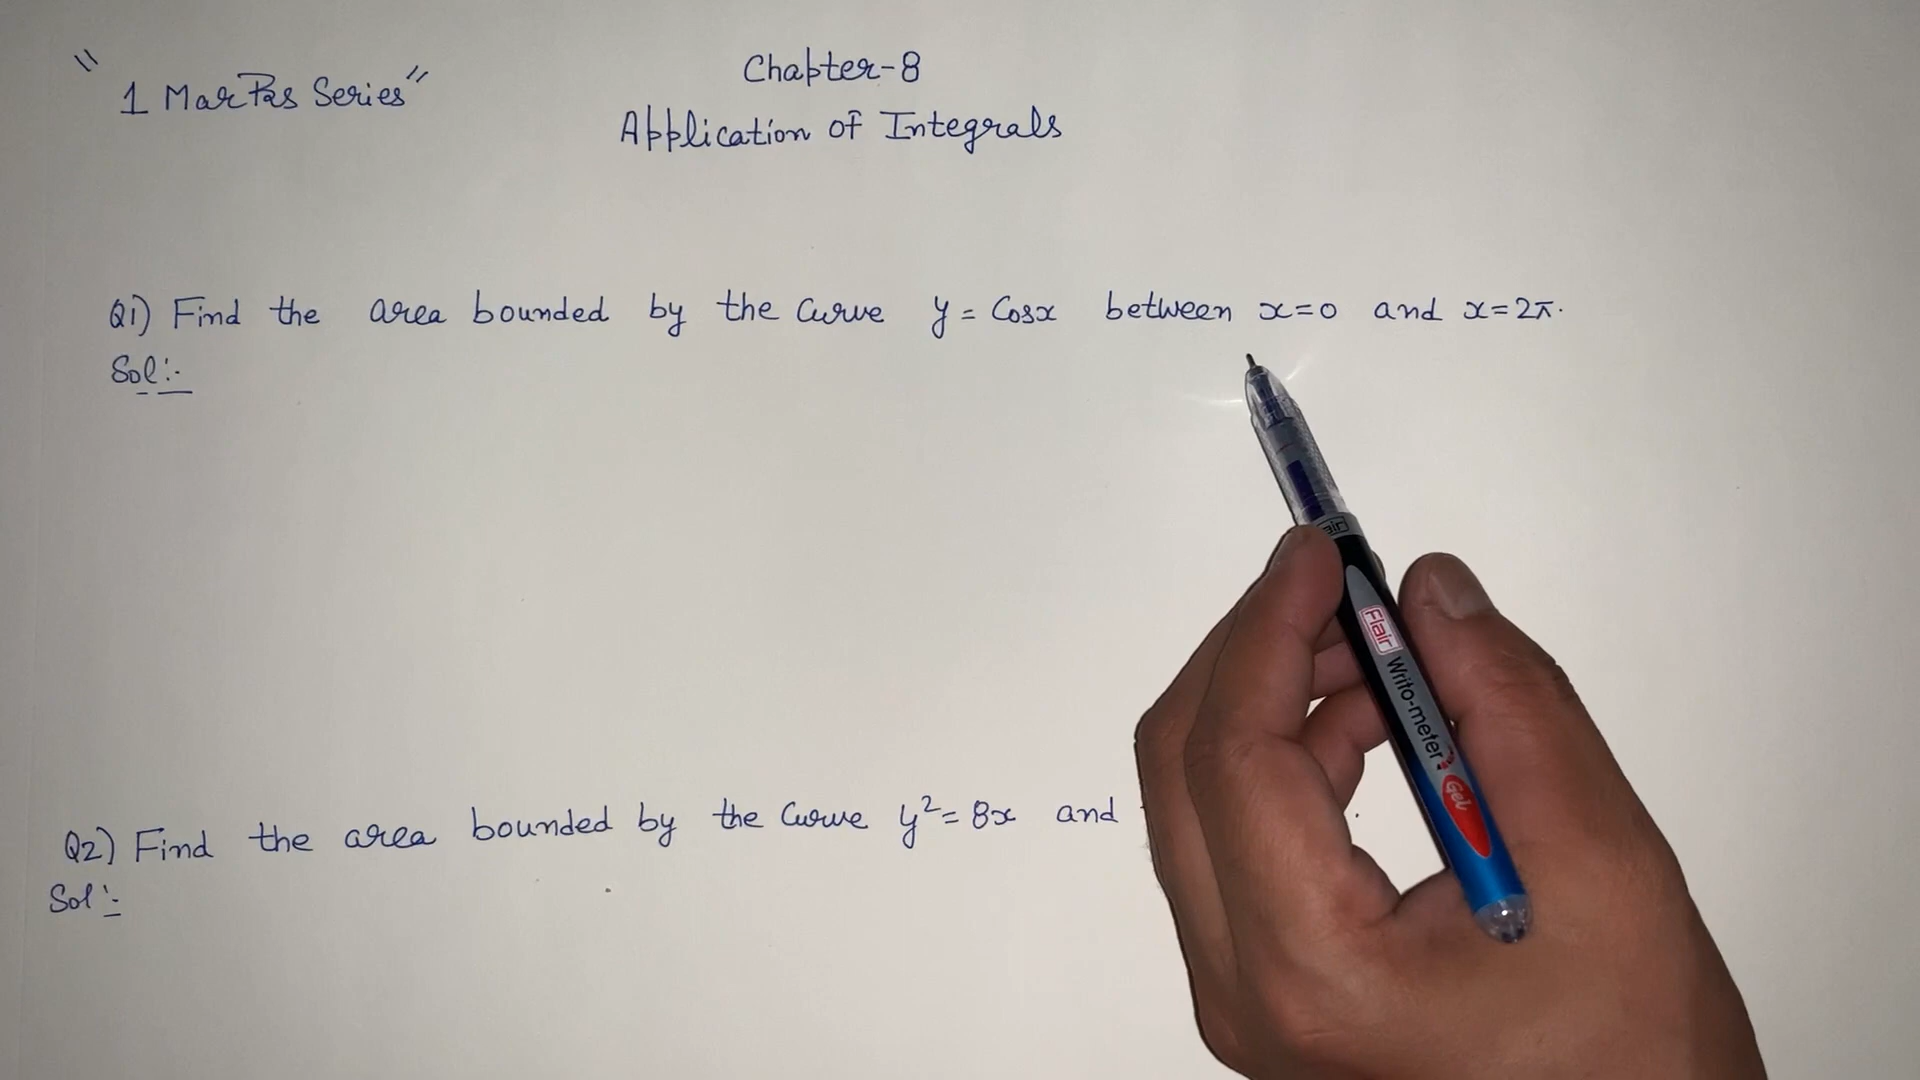 "1 Marks Series"
Chapter-8
Application of Integrals
Q1) Find the area bounded by the curve y = Cosx between x=0 and x=2π.
Sol:-
Q2) Find the area bounded by the curve y²= 8x and
Sol:-
Flair Writo-meter Gel